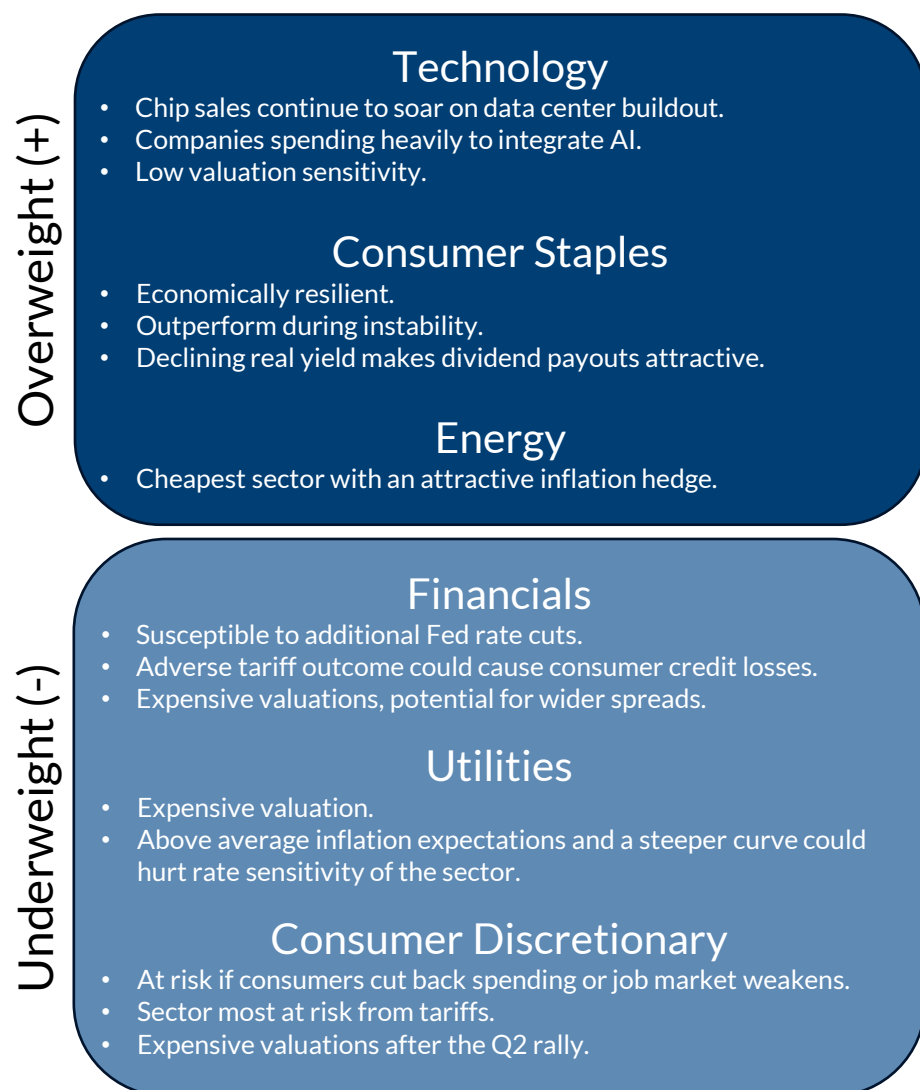 Overweight (+)
Technology
• Chip sales continue to soar on data center buildout.
• Companies spending heavily to integrate AI.
• Low valuation sensitivity.
Consumer Staples
• Economically resilient.
• Outperform during instability.
• Declining real yield makes dividend payouts attractive.
Energy
• Cheapest sector with an attractive inflation hedge.
Underweight (-)
Financials
• Susceptible to additional Fed rate cuts.
• Adverse tariff outcome could cause consumer credit losses.
• Expensive valuations, potential for wider spreads.
Utilities
• Expensive valuation.
• Above average inflation expectations and a steeper curve could
hurt rate sensitivity of the sector.
Consumer Discretionary
• At risk if consumers cut back spending or job market weakens.
• Sector most at risk from tariffs.
• Expensive valuations after the Q2 rally.